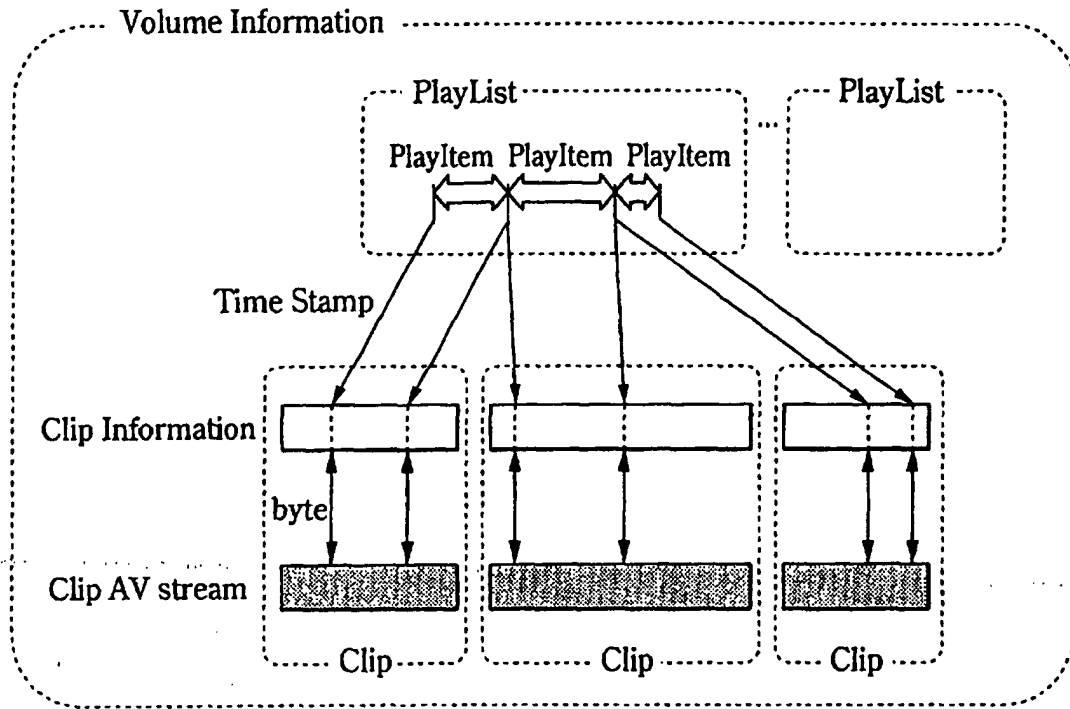 Volume Information
PlayList
PlayList
...
PlayItem PlayItem PlayItem
Time Stamp
Clip Information
byte
Clip AV stream
Clip
Clip
Clip